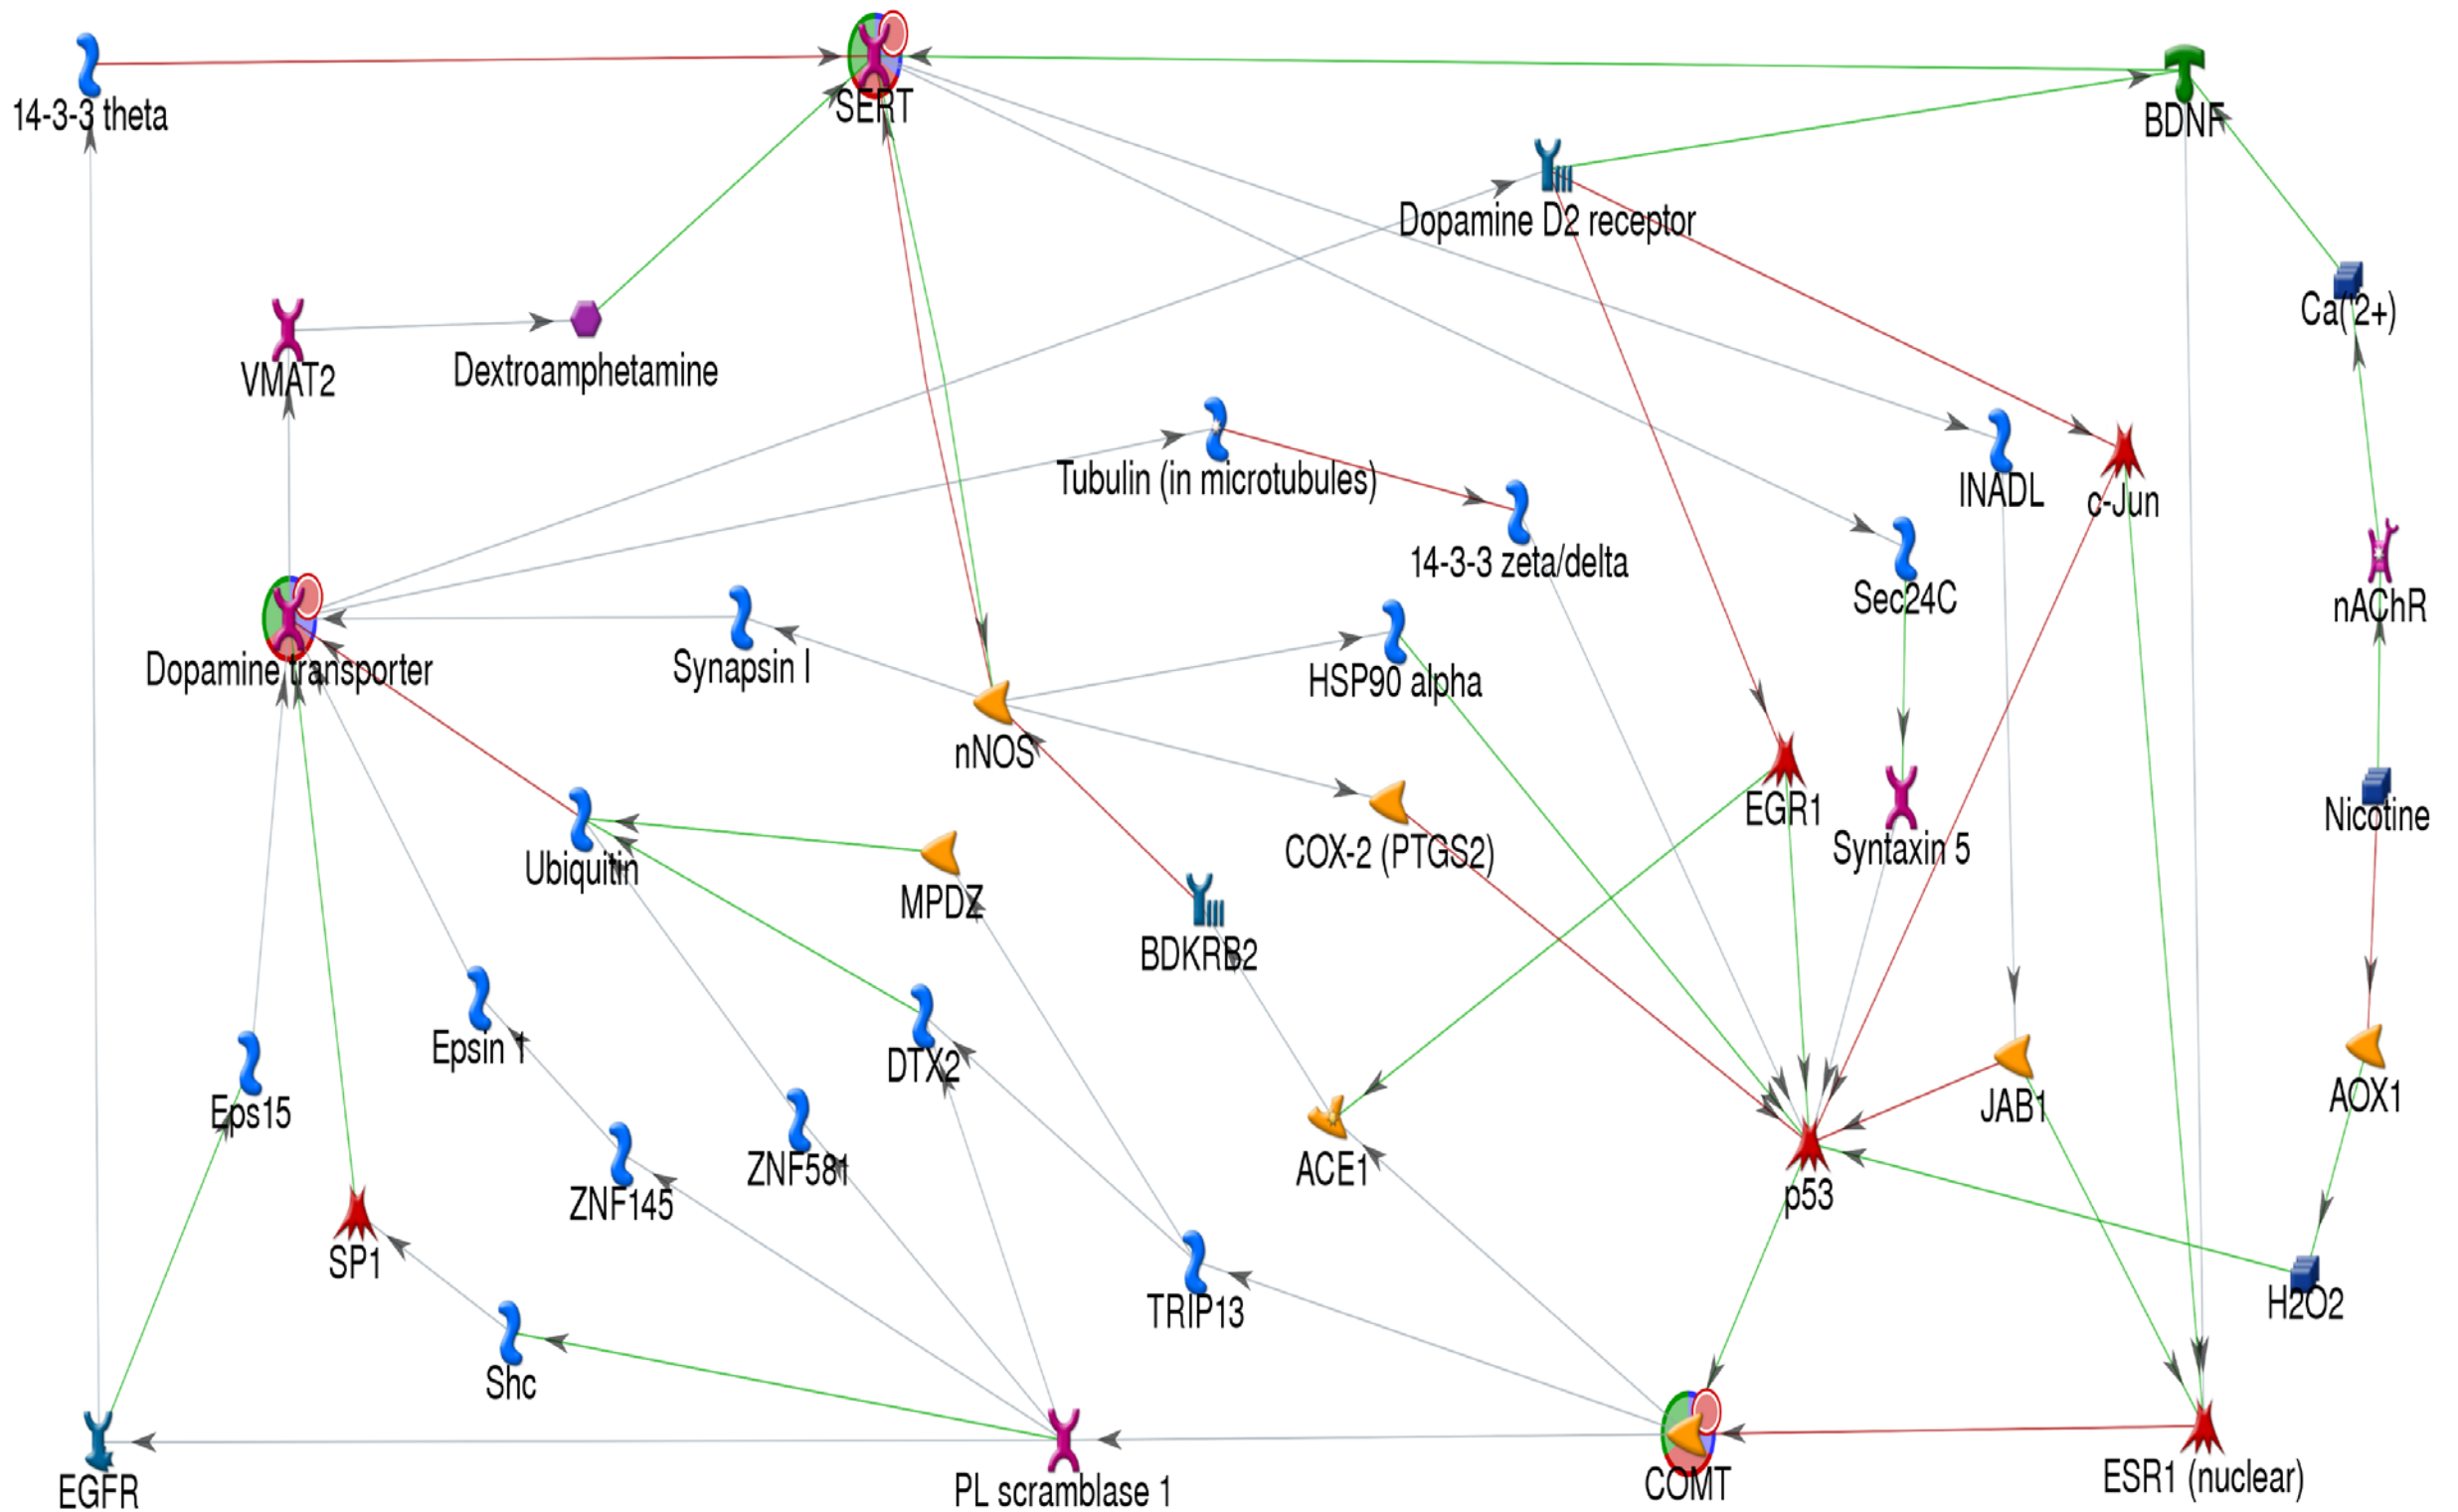 SERT
14-3-3 theta
BDNF
Dopamine D2 receptor
Ca(2+)
VMAT2
Dextroamphetamine
Tubulin (in microtubules)
INADL
c-Jun
14-3-3 zeta/delta
Sec24C
nAChR
Dopamine transporter
Synapsin I
HSP90 alpha
nNOS
EGR1
Nicotine
Ubiquitin
COX-2 (PTGS2)
Syntaxin 5
MPDZ
BDKRB2
Epsin 1
DTX2
Eps15
JAB1
AOX1
ZNF581
ACE1
ZNF145
p53
SP1
TRIP13
H2O2
Shc
EGFR
PL scramblase 1
COMT
ESR1 (nuclear)